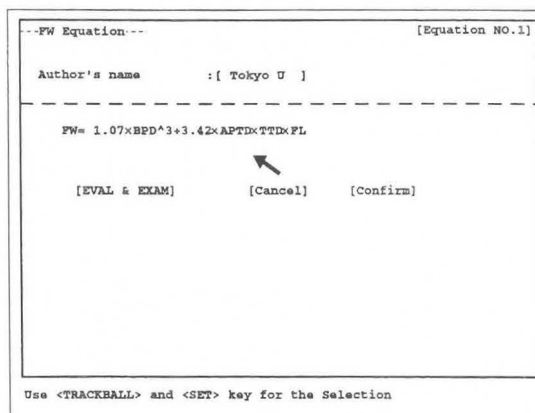 ---FW Equation--- [Equation NO.1]
Author's name :[ Tokyo U ]
FW= 1.07×BPD^3+3.42×APTD×TTD×FL
[EVAL & EXAM] [Cancel] [Confirm]
Use <TRACKBALL> and <SET> key for the Selection